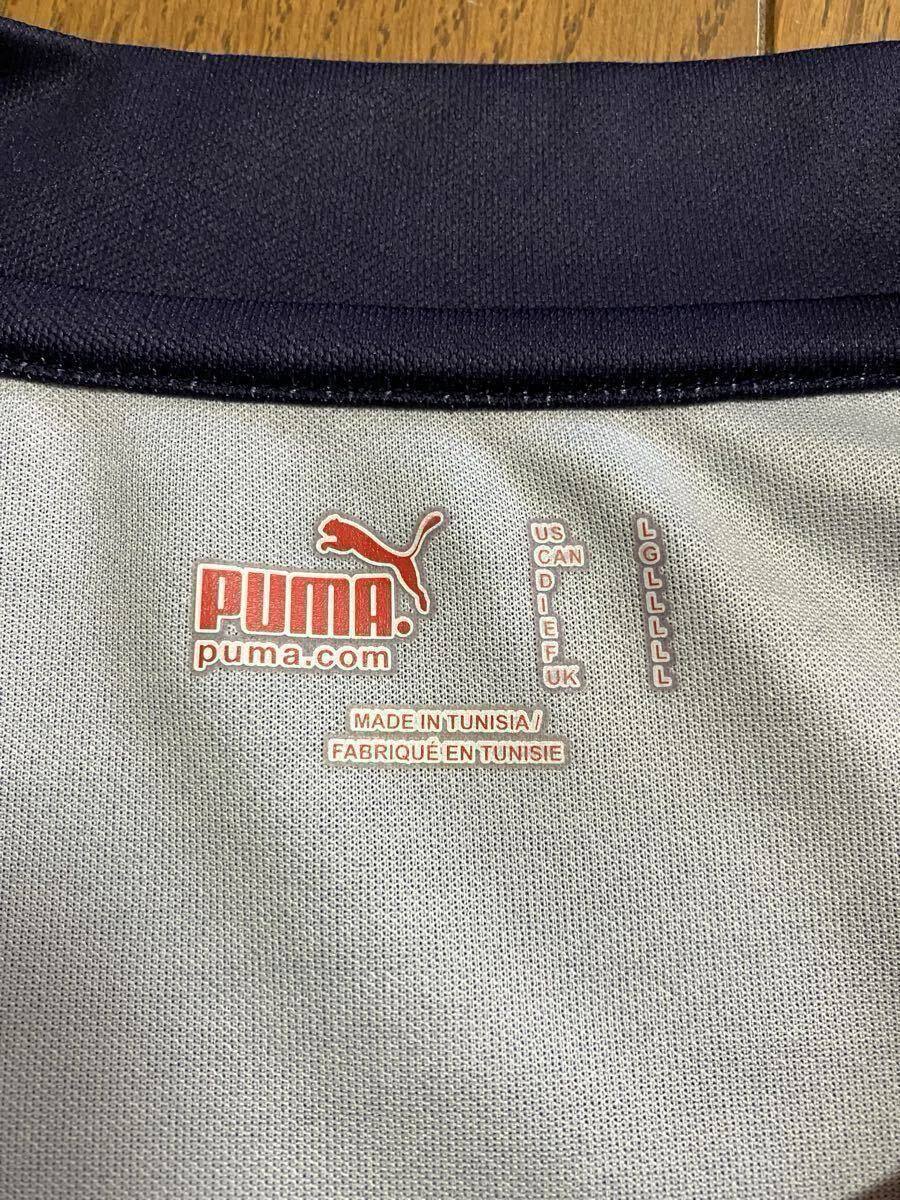 PUMA.
puma.com
US L
CAN G
D L
I L
E L
F L
UK L
MADE IN TUNISIA /
FABRIQUÉ EN TUNISIE